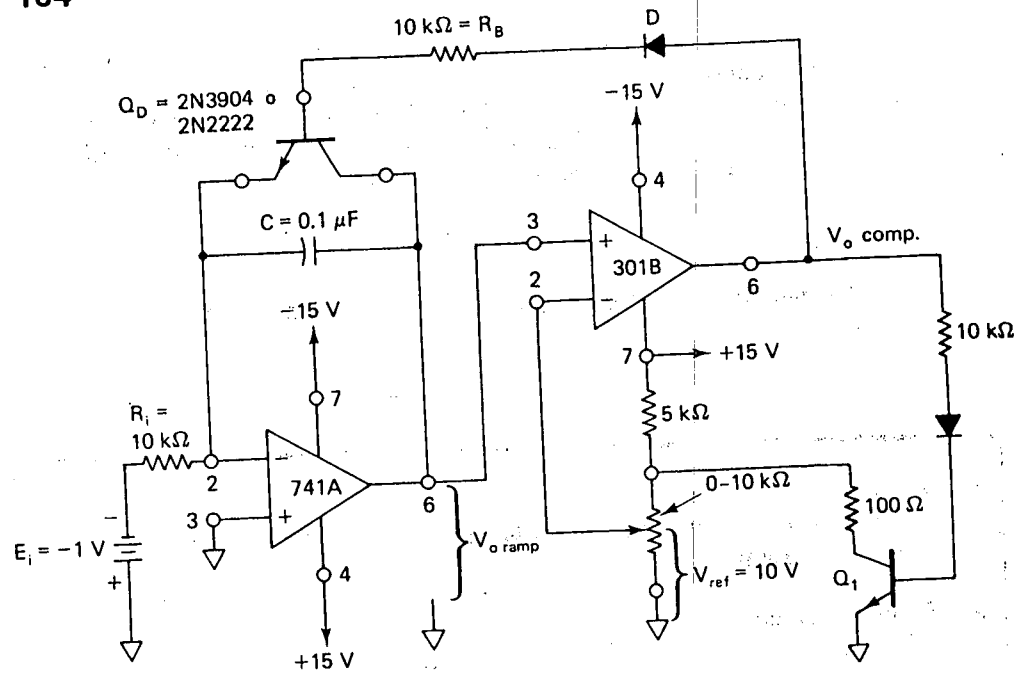 10 kΩ = R_B
D
Q_D = 2N3904 o
2N2222
-15 V
4
C = 0.1 μF
3
+
301B
V_o comp.
2
-
6
10 kΩ
-15 V
7
+15 V
7
R_i =
10 kΩ
5 kΩ
2
-
741A
6
0-10 kΩ
100 Ω
3
+
V_o ramp
-
E_i = -1 V
+
4
V_ref = 10 V
Q_1
+15 V